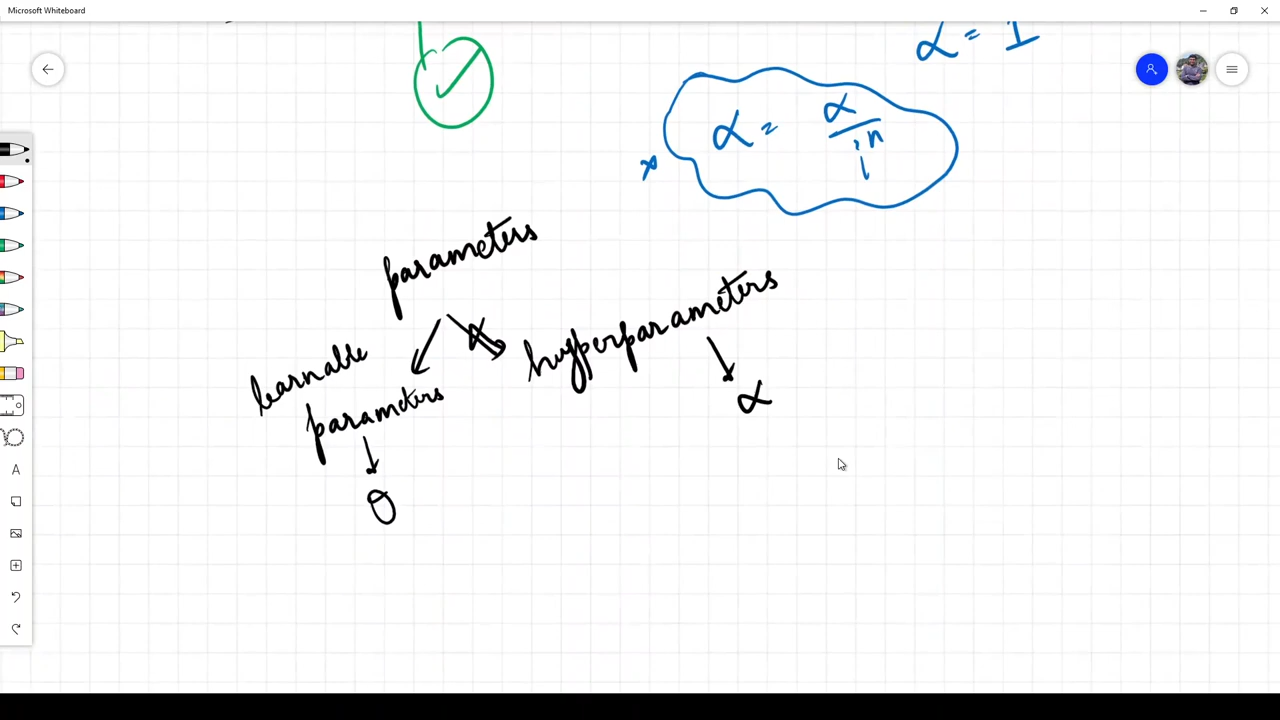 Microsoft Whiteboard
α = 1
* α = α / i^n
parameters
learnable parameters
hyperparameters
θ
α
A